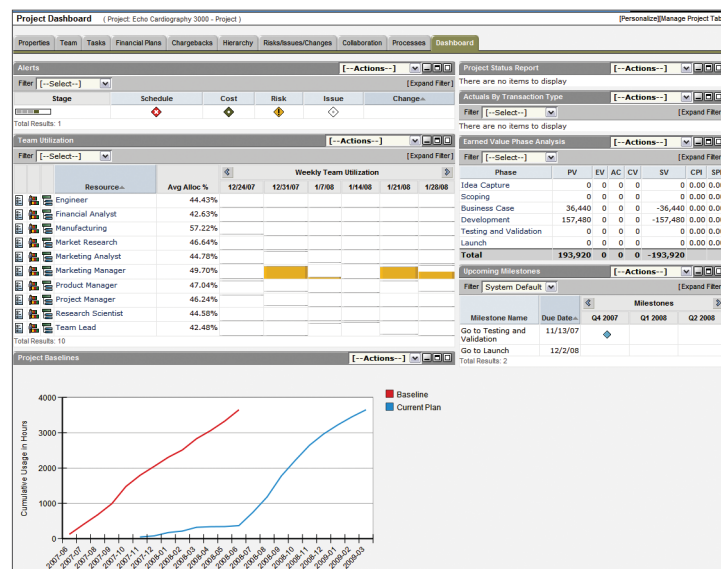 Project Dashboard ( Project: Echo Cardiography 3000 - Project ) [Personalize][Manage Project Tab
Properties Team Tasks Financial Plans Chargebacks Hierarchy Risks/Issues/Changes Collaboration Processes Dashboard
Alerts [--Actions--]
Filter [--Select--] [Expand Filter]
Stage Schedule Cost Risk Issue Change
Total Results: 1
Team Utilization [--Actions--]
Filter [--Select--] [Expand Filter]
Weekly Team Utilization
Resource Avg Alloc % 12/24/07 12/31/07 1/7/08 1/14/08 1/21/08 1/28/08
Engineer 44.43%
Financial Analyst 42.63%
Manufacturing 57.22%
Market Research 46.64%
Marketing Analyst 44.78%
Marketing Manager 49.70%
Product Manager 47.04%
Project Manager 46.24%
Research Scientist 44.58%
Team Lead 42.48%
Total Results: 10
Project Status Report [--Actions--]
There are no items to display
Actuals By Transaction Type [--Actions--]
Filter [--Select--] [Expand Filter
There are no items to display
Earned Value Phase Analysis [--Actions--]
Filter [--Select--] [Expand Filter
Phase PV EV AC CV SV CPI SPI
Idea Capture 0 0 0 0 0 0.00 0.00
Scoping 0 0 0 0 0 0.00 0.00
Business Case 36,440 0 0 0 -36,440 0.00 0.00
Development 157,480 0 0 0 -157,480 0.00 0.00
Testing and Validation 0 0 0 0 0 0.00 0.00
Launch 0 0 0 0 0 0.00 0.00
Total 193,920 0 0 0 -193,920
Upcoming Milestones [--Actions--]
Filter System Default [Expand Filter
Milestones
Milestone Name Due Date Q4 2007 Q1 2008 Q2 2008
Go to Testing and 11/13/07
Validation
Go to Launch 12/2/08
Total Results: 2
Project Baselines [--Actions--]
Baseline
Current Plan
Cumulative Usage in Hours
4000
3000
2000
1000
0
2007-06 2007-07 2007-08 2007-09 2007-10 2007-11 2007-12 2008-01 2008-02 2008-03 2008-04 2008-05 2008-06 2008-07 2008-08 2008-09 2008-10 2008-11 2008-12 2009-01 2009-02 2009-03